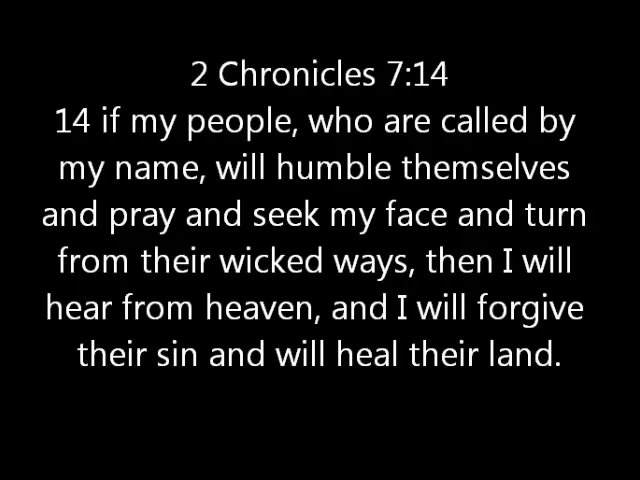 2 Chronicles 7:14
14 if my people, who are called by
my name, will humble themselves
and pray and seek my face and turn
from their wicked ways, then I will
hear from heaven, and I will forgive
their sin and will heal their land.